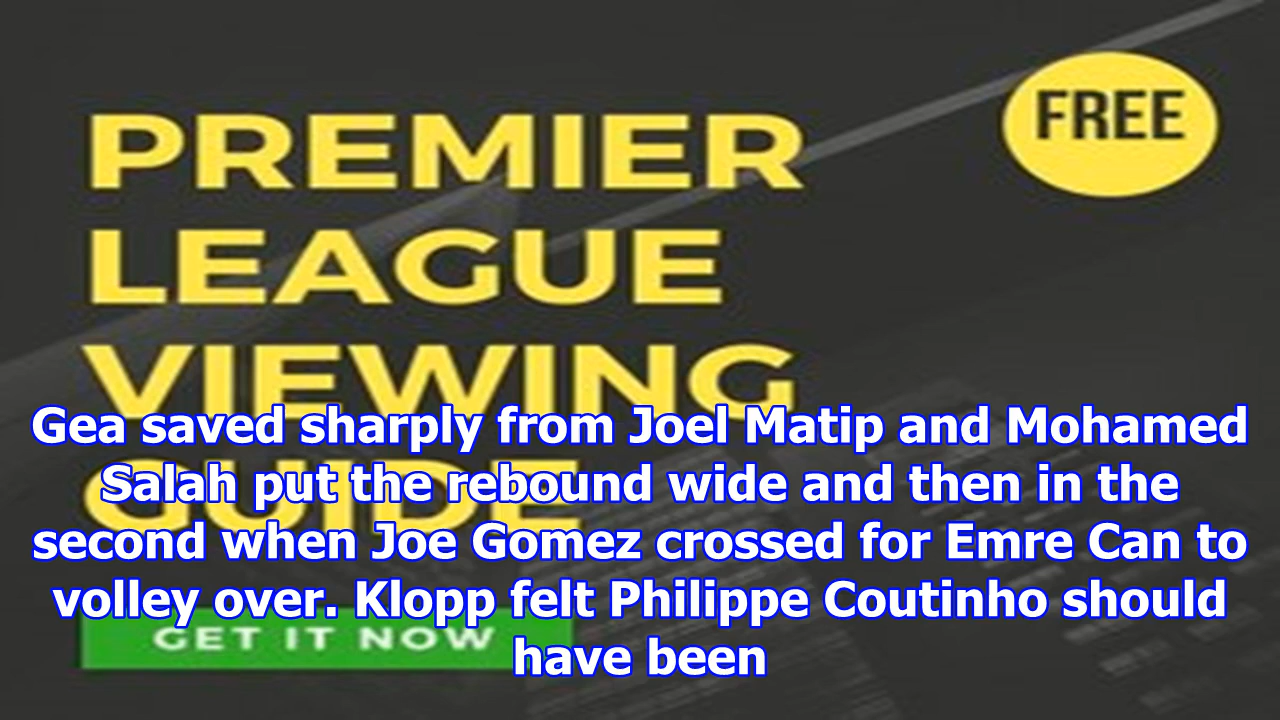 FREE
PREMIER
LEAGUE
VIEWING
GUIDE
GET IT NOW
Gea saved sharply from Joel Matip and Mohamed
Salah put the rebound wide and then in the
second when Joe Gomez crossed for Emre Can to
volley over. Klopp felt Philippe Coutinho should
have been